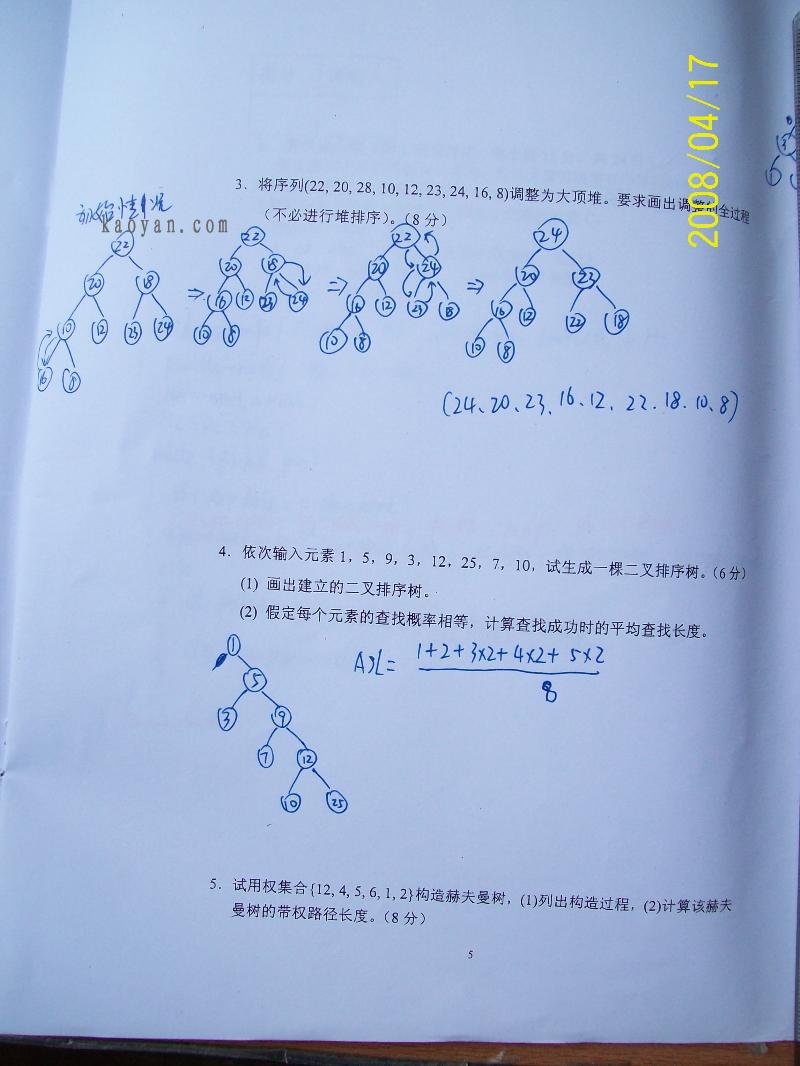 2008/04/17
3. 将序列(22, 20, 28, 10, 12, 23, 24, 16, 8)调整为大顶堆。要求画出调整的全过程
(不必进行堆排序)。(8 分)
kaoyan.com
22
20 18
10 12 23 24
16 8
22
20 18
16 12 23 24
10 8
22
20 24
16 12 23 18
10 8
24
20 23
16 12 22 18
10 8
(24、20、23、16、12、22、18、10、8)
4. 依次输入元素 1, 5, 9, 3, 12, 25, 7, 10, 试生成一棵二叉排序树。(6 分)
(1) 画出建立的二叉排序树。
(2) 假定每个元素的查找概率相等, 计算查找成功时的平均查找长度。
ASL= 1+2+3×2+4×2+5×2
8
1
5
3 9
7 12
10 25
5. 试用权集合{12, 4, 5, 6, 1, 2}构造赫夫曼树, (1)列出构造过程, (2)计算该赫夫
曼树的带权路径长度。(8 分)
5